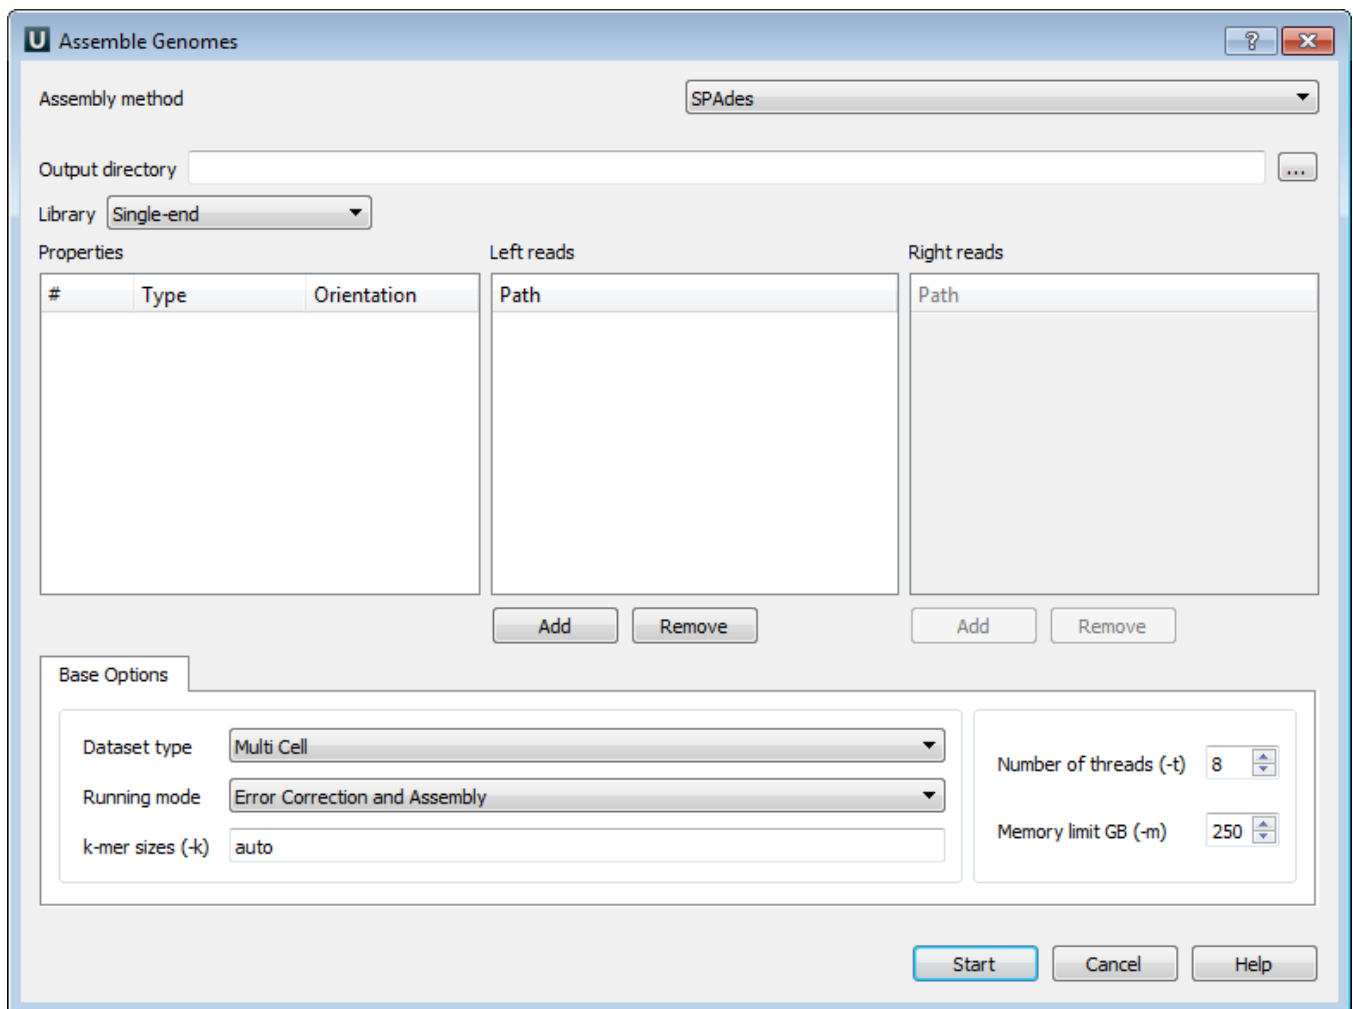 U Assemble Genomes ?
Assembly method SPAdes
Output directory ...
Library Single-end
Properties Left reads Right reads
# Type Orientation Path Path
Add Remove Add Remove
Base Options
Dataset type Multi Cell
Number of threads (-t) 8
Running mode Error Correction and Assembly
Memory limit GB (-m) 250
k-mer sizes (-k) auto
Start Cancel Help